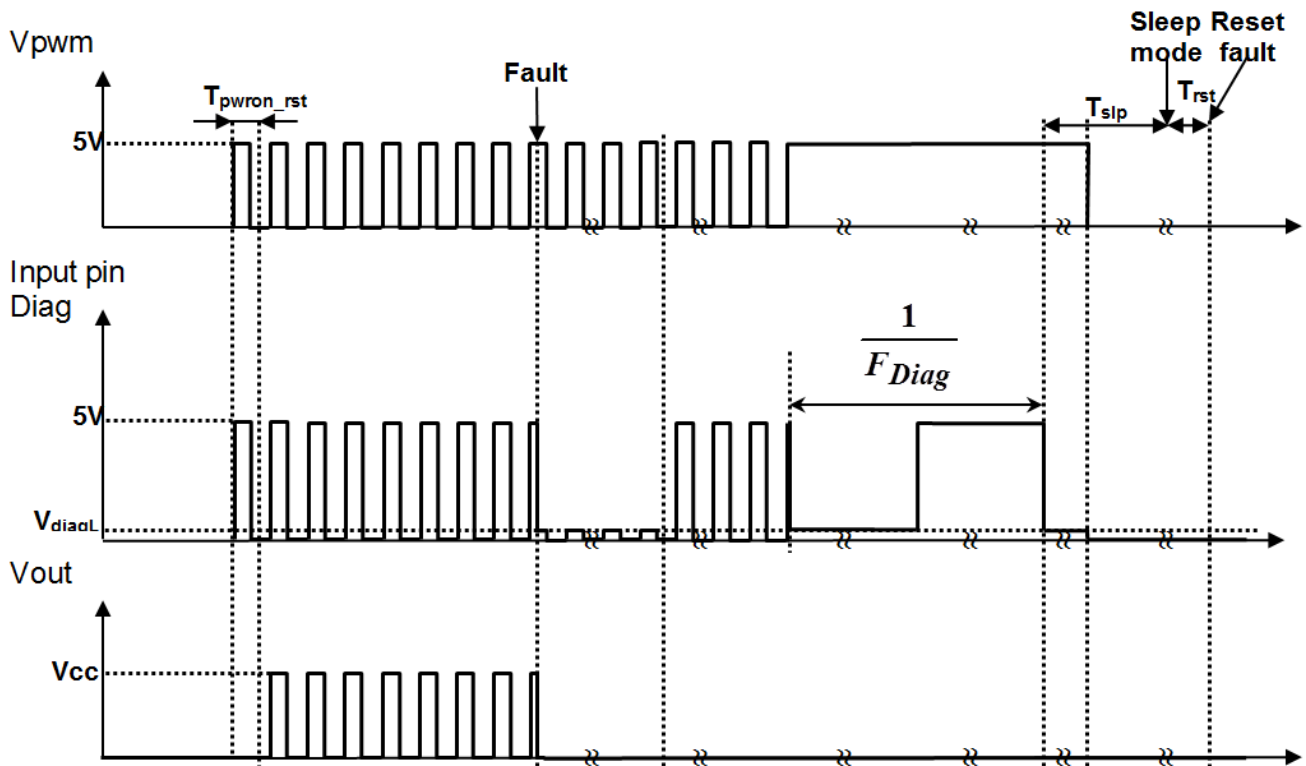 Vpwm
Sleep Reset
mode fault
Fault
Tpwron_rst
Trst
Tslp
5V
Input pin
Diag
1
FDiag
5V
VdiagL
Vout
Vcc